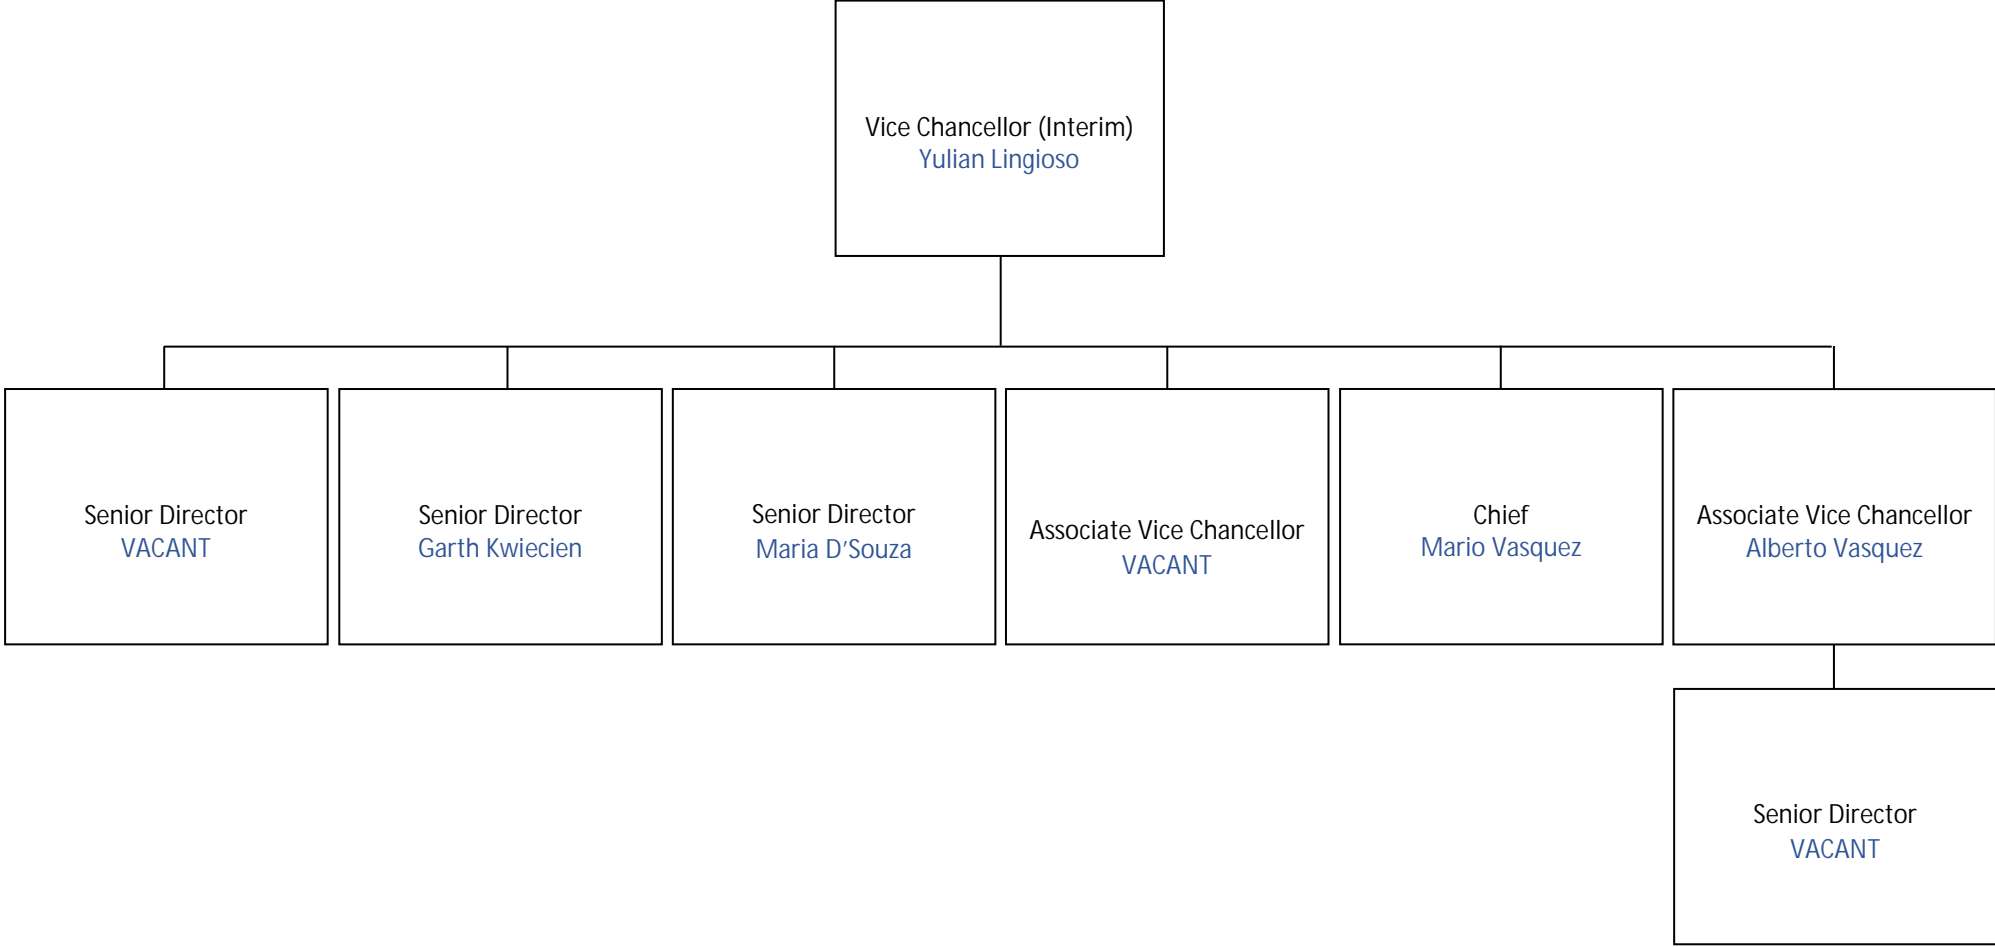 Vice Chancellor (Interim)
Yulian Lingioso
Senior Director
VACANT
Senior Director
Garth Kwiecien
Senior Director
Maria D’Souza
Associate Vice Chancellor
VACANT
Chief
Mario Vasquez
Associate Vice Chancellor
Alberto Vasquez
Senior Director
VACANT